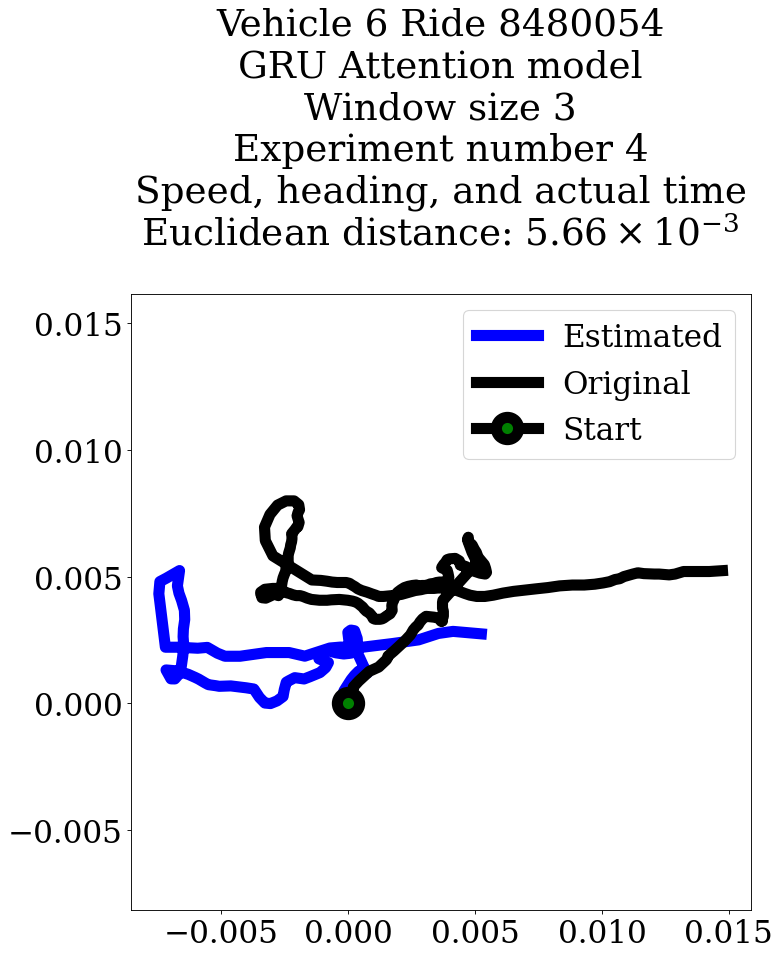 Vehicle 6 Ride 8480054
GRU Attention model
Window size 3
Experiment number 4
Speed, heading, and actual time
Euclidean distance: 5.66 × 10⁻³
Estimated
Original
Start
0.015
0.010
0.005
0.000
−0.005
−0.005 0.000 0.005 0.010 0.015